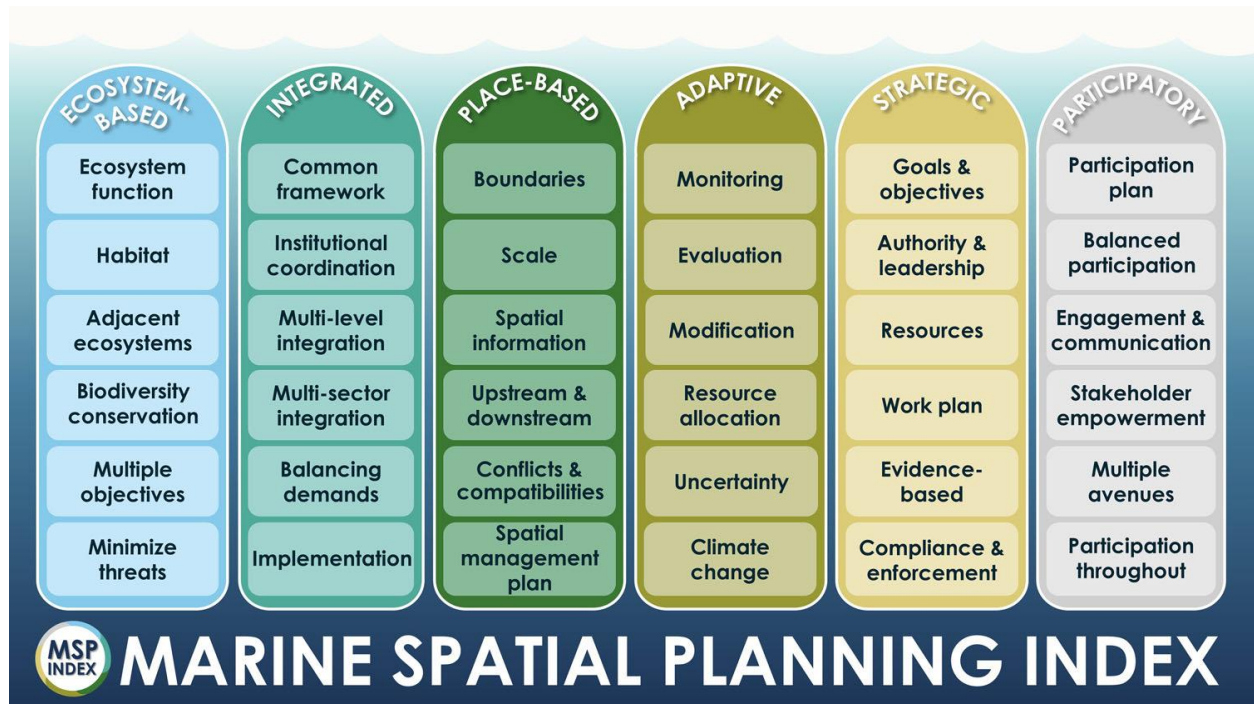 ECOSYSTEM-
BASED
Ecosystem
function
Habitat
Adjacent
ecosystems
Biodiversity
conservation
Multiple
objectives
Minimize
threats
INTEGRATED
Common
framework
Institutional
coordination
Multi-level
integration
Multi-sector
integration
Balancing
demands
Implementation
PLACE-BASED
Boundaries
Scale
Spatial
information
Upstream &
downstream
Conflicts &
compatibilities
Spatial
management
plan
ADAPTIVE
Monitoring
Evaluation
Modification
Resource
allocation
Uncertainty
Climate
change
STRATEGIC
Goals &
objectives
Authority &
leadership
Resources
Work plan
Evidence-
based
Compliance &
enforcement
PARTICIPATORY
Participation
plan
Balanced
participation
Engagement &
communication
Stakeholder
empowerment
Multiple
avenues
Participation
throughout
MSP
INDEX
MARINE SPATIAL PLANNING INDEX